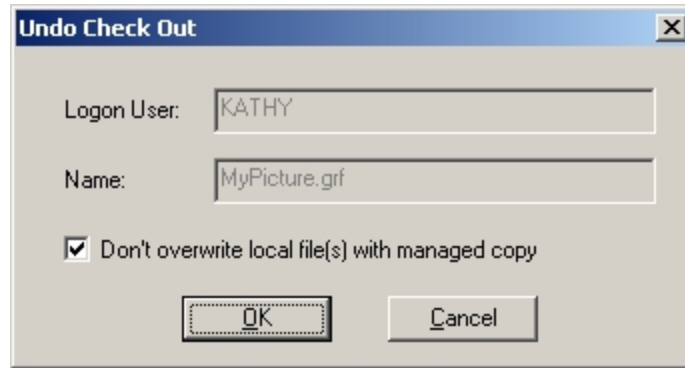 Undo Check Out
Logon User: KATHY
Name: MyPicture.grf
Don't overwrite local file(s) with managed copy
OK Cancel